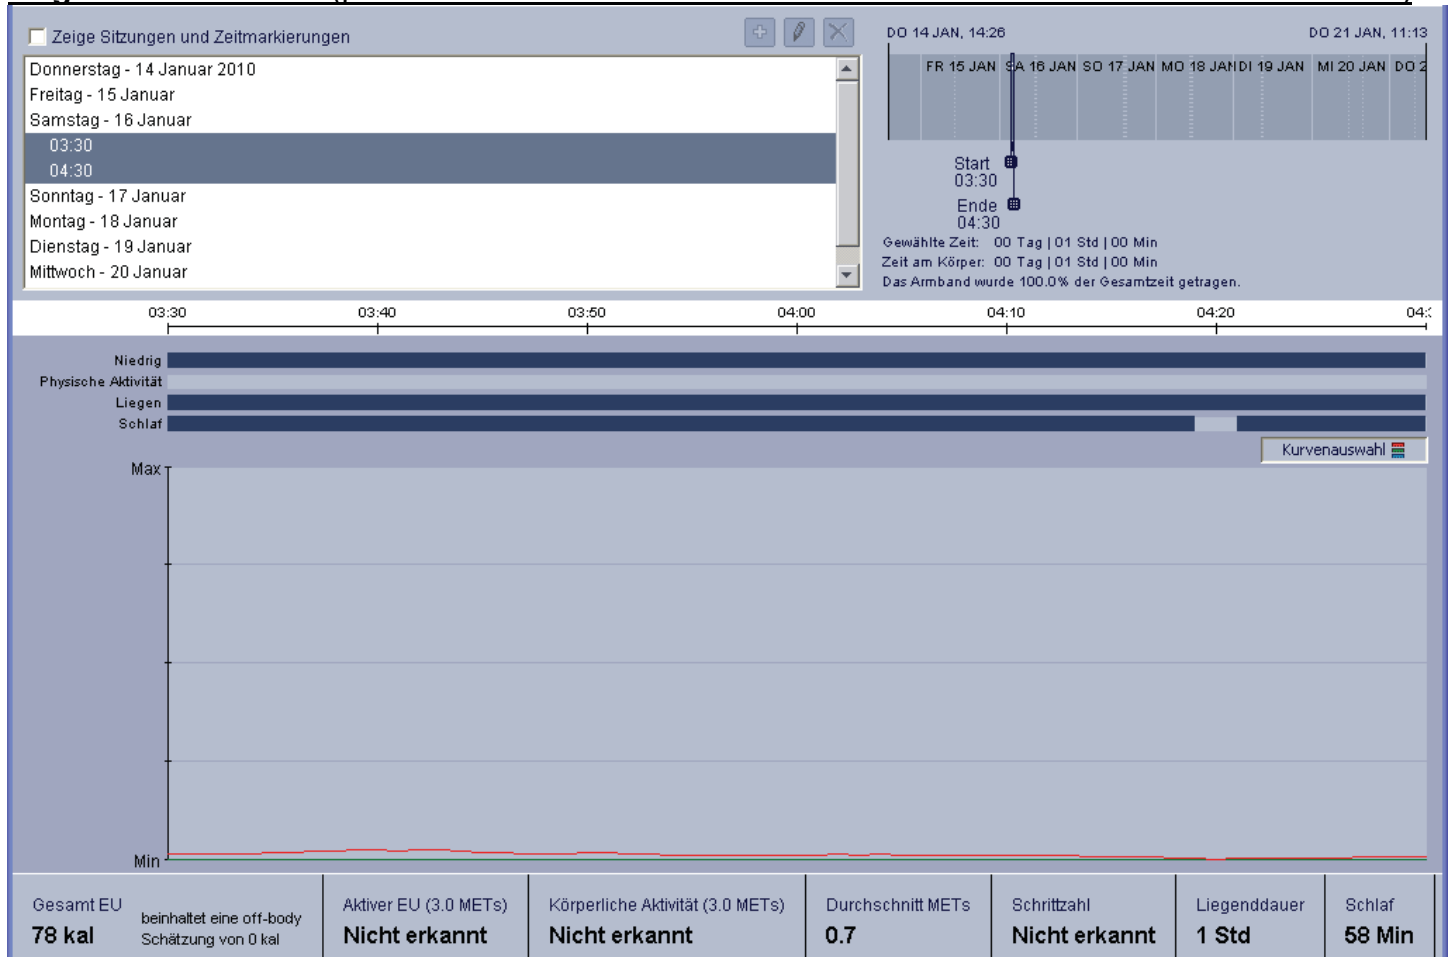 Zeige Sitzungen und Zeitmarkierungen
Donnerstag - 14 Januar 2010
Freitag - 15 Januar
Samstag - 16 Januar
03:30
04:30
Sonntag - 17 Januar
Montag - 18 Januar
Dienstag - 19 Januar
Mittwoch - 20 Januar
DO 14 JAN, 14:26 DO 21 JAN, 11:13
FR 15 JAN SA 16 JAN SO 17 JAN MO 18 JAN DI 19 JAN MI 20 JAN DO 2
Start
03:30
Ende
04:30
Gewählte Zeit: 00 Tag | 01 Std | 00 Min
Zeit am Körper: 00 Tag | 01 Std | 00 Min
Das Armband wurde 100.0% der Gesamtzeit getragen.
03:30 03:40 03:50 04:00 04:10 04:20 04:
Niedrig
Physische Aktivität
Liegen
Schlaf
Kurvenauswahl
Max
Min
Gesamt EU
78 kal
beinhaltet eine off-body
Schätzung von 0 kal
Aktiver EU (3.0 METs)
Nicht erkannt
Körperliche Aktivität (3.0 METs)
Nicht erkannt
Durchschnitt METs
0.7
Schrittzahl
Nicht erkannt
Liegenddauer
1 Std
Schlaf
58 Min